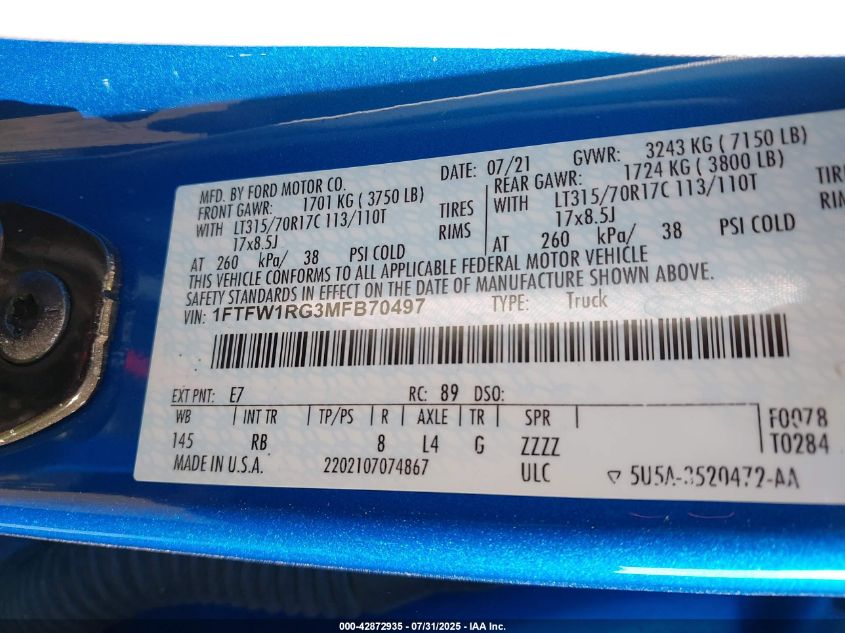 MFD. BY FORD MOTOR CO. DATE: 07/21 GVWR: 3243 KG ( 7150 LB)
FRONT GAWR: 1701 KG ( 3750 LB) REAR GAWR: 1724 KG ( 3800 LB)
WITH LT315/70R17C 113/110T TIRES WITH LT315/70R17C 113/110T TIRE
17x8.5J RIMS 17x8.5J RIMS
AT 260 kPa/ 38 PSI COLD AT 260 kPa/ 38 PSI COLD
THIS VEHICLE CONFORMS TO ALL APPLICABLE FEDERAL MOTOR VEHICLE
SAFETY STANDARDS IN EFFECT ON THE DATE OF MANUFACTURE SHOWN ABOVE.
VIN: 1FTFW1RG3MFB70497 TYPE: Truck
EXT PNT: E7 RC: 89 DSO:
WB INT TR TP/PS R AXLE TR SPR F0078
145 RB 8 L4 G ZZZZ T0284
MADE IN U.S.A. 2202107074867 ULC 5U5A-3520472-AA
000-42872935 - 07/31/2025 - IAA Inc.